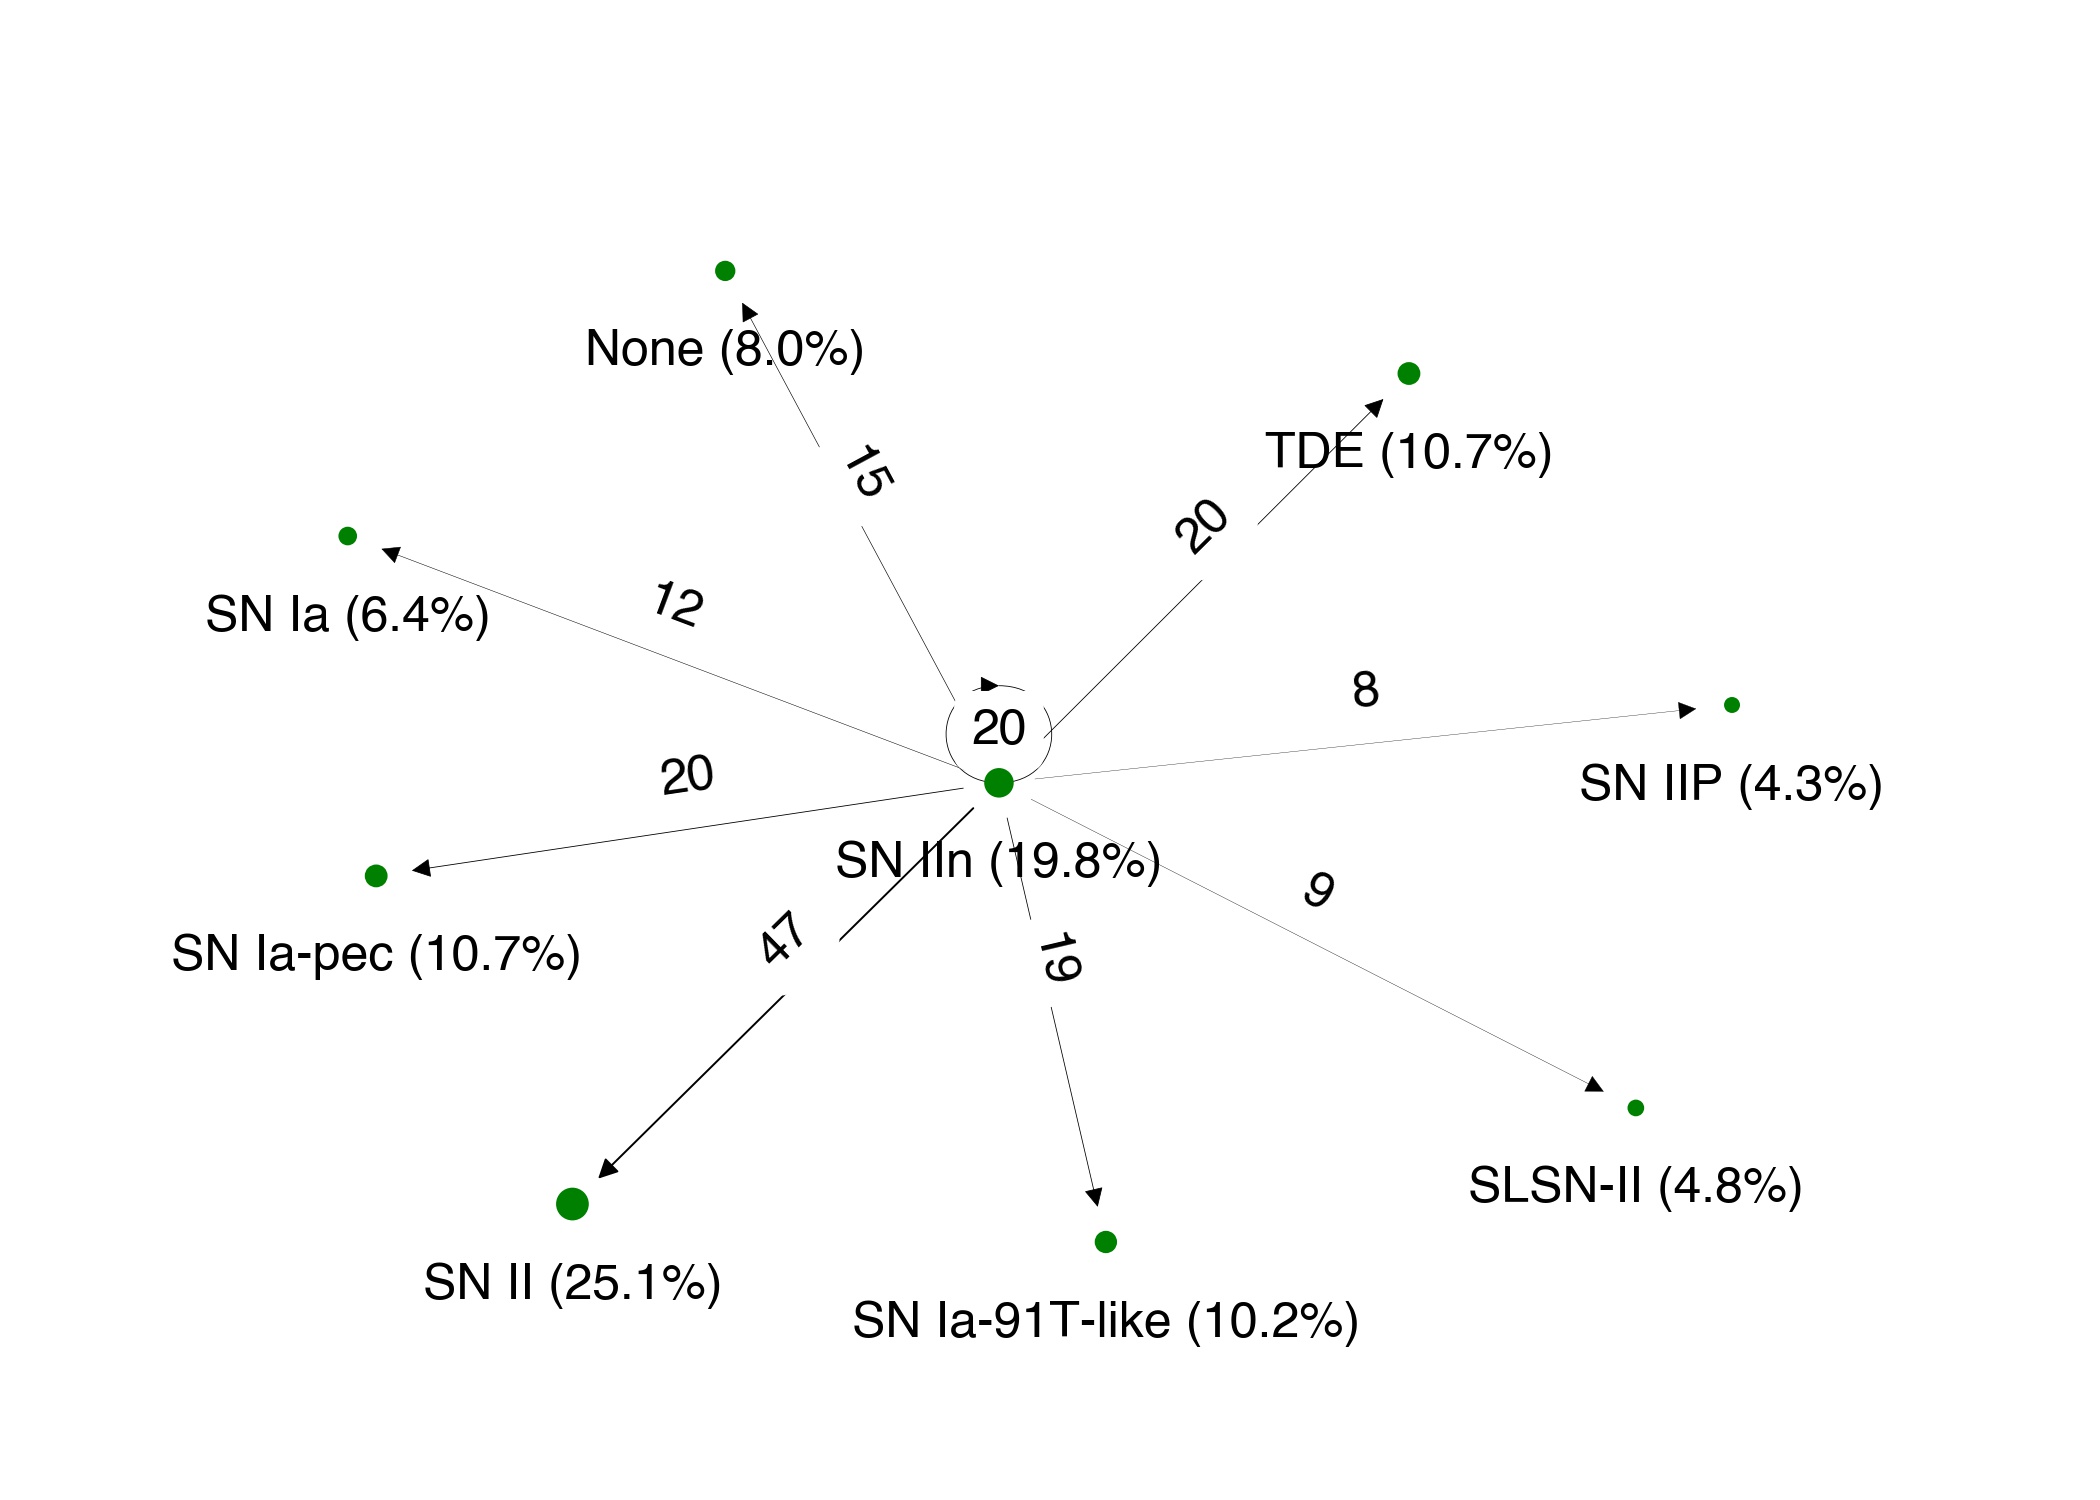 None (8.0%)
TDE (10.7%)
15
20
SN Ia (6.4%)
12
8
20
20
SN IIP (4.3%)
SN IIn (19.8%)
9
SN Ia-pec (10.7%)
47
19
SLSN-II (4.8%)
SN II (25.1%)
SN Ia-91T-like (10.2%)